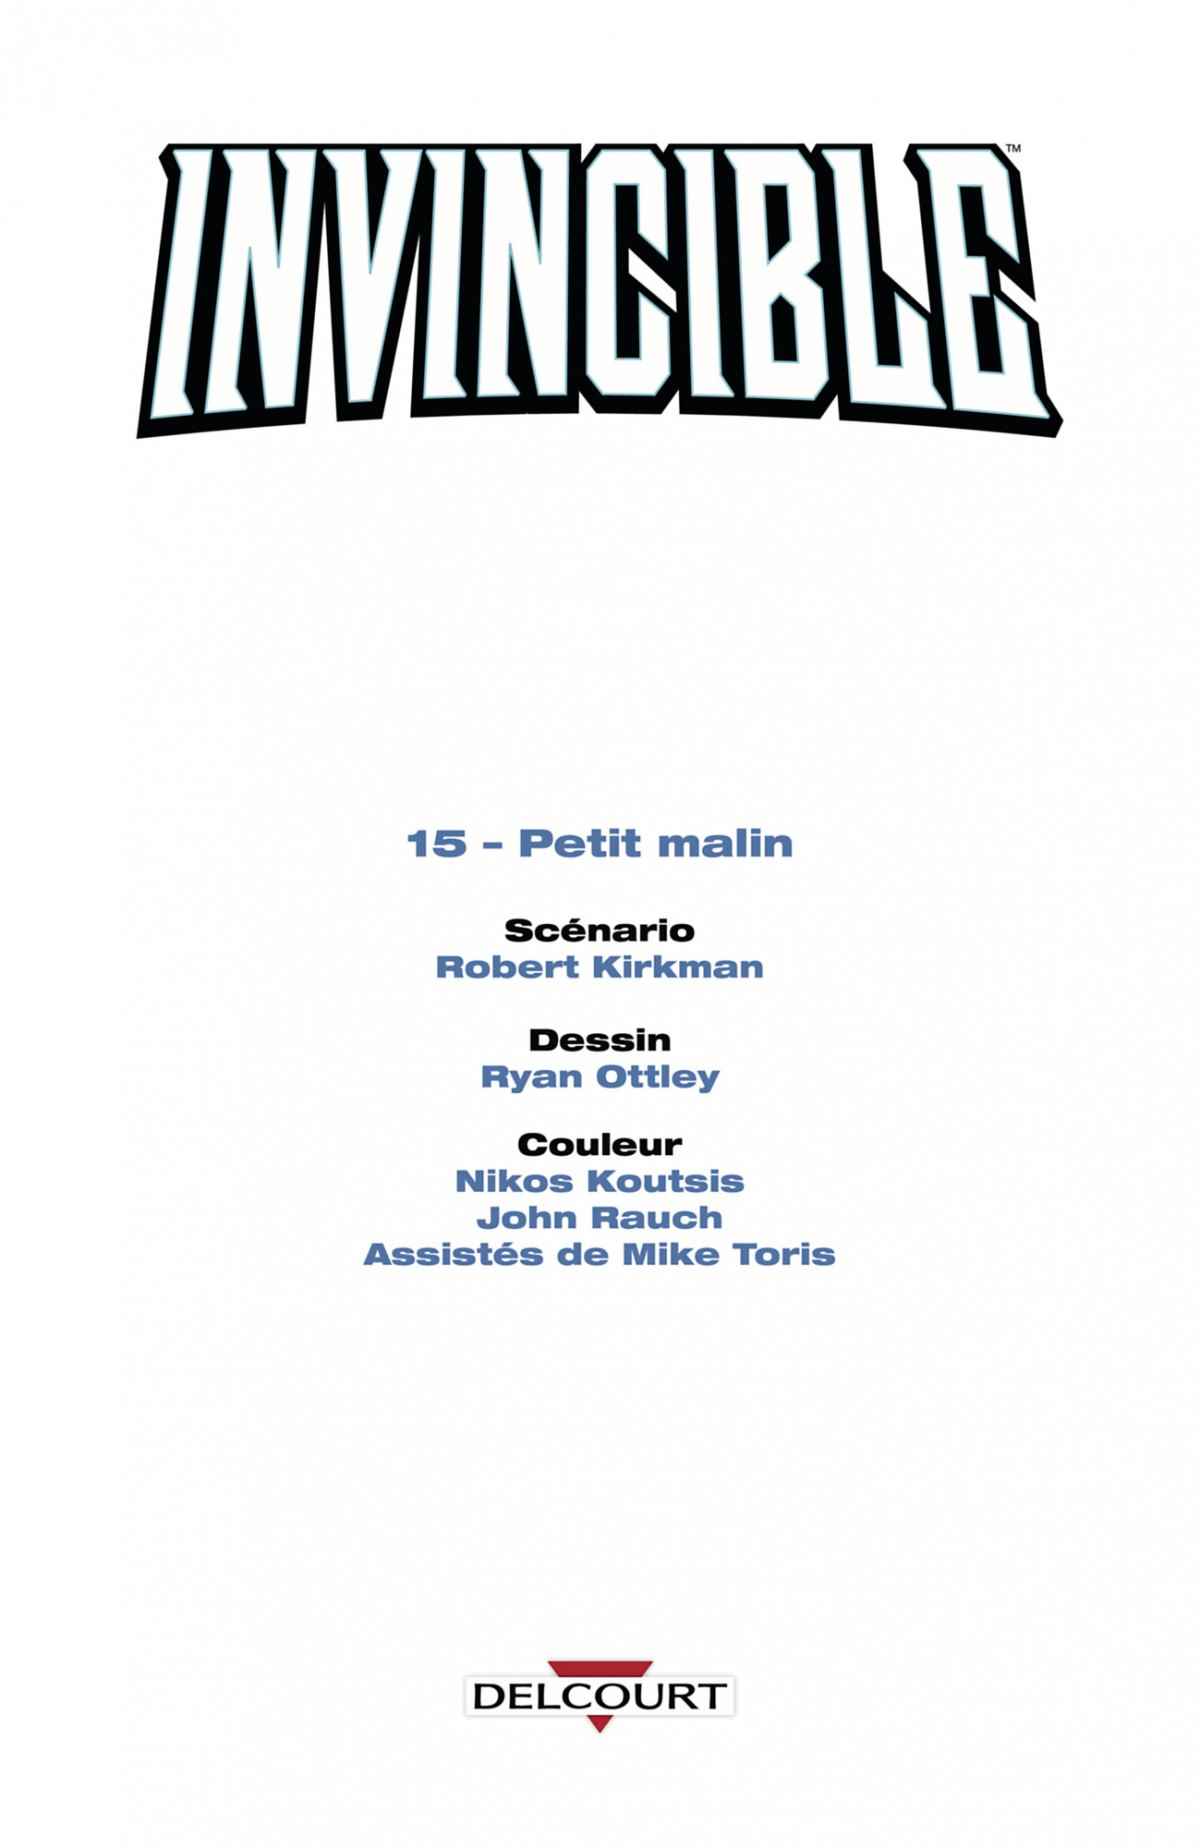 INVINCIBLE™
15 – Petit malin
Scénario
Robert Kirkman
Dessin
Ryan Ottley
Couleur
Nikos Koutsis
John Rauch
Assistés de Mike Toris
DELCOURT